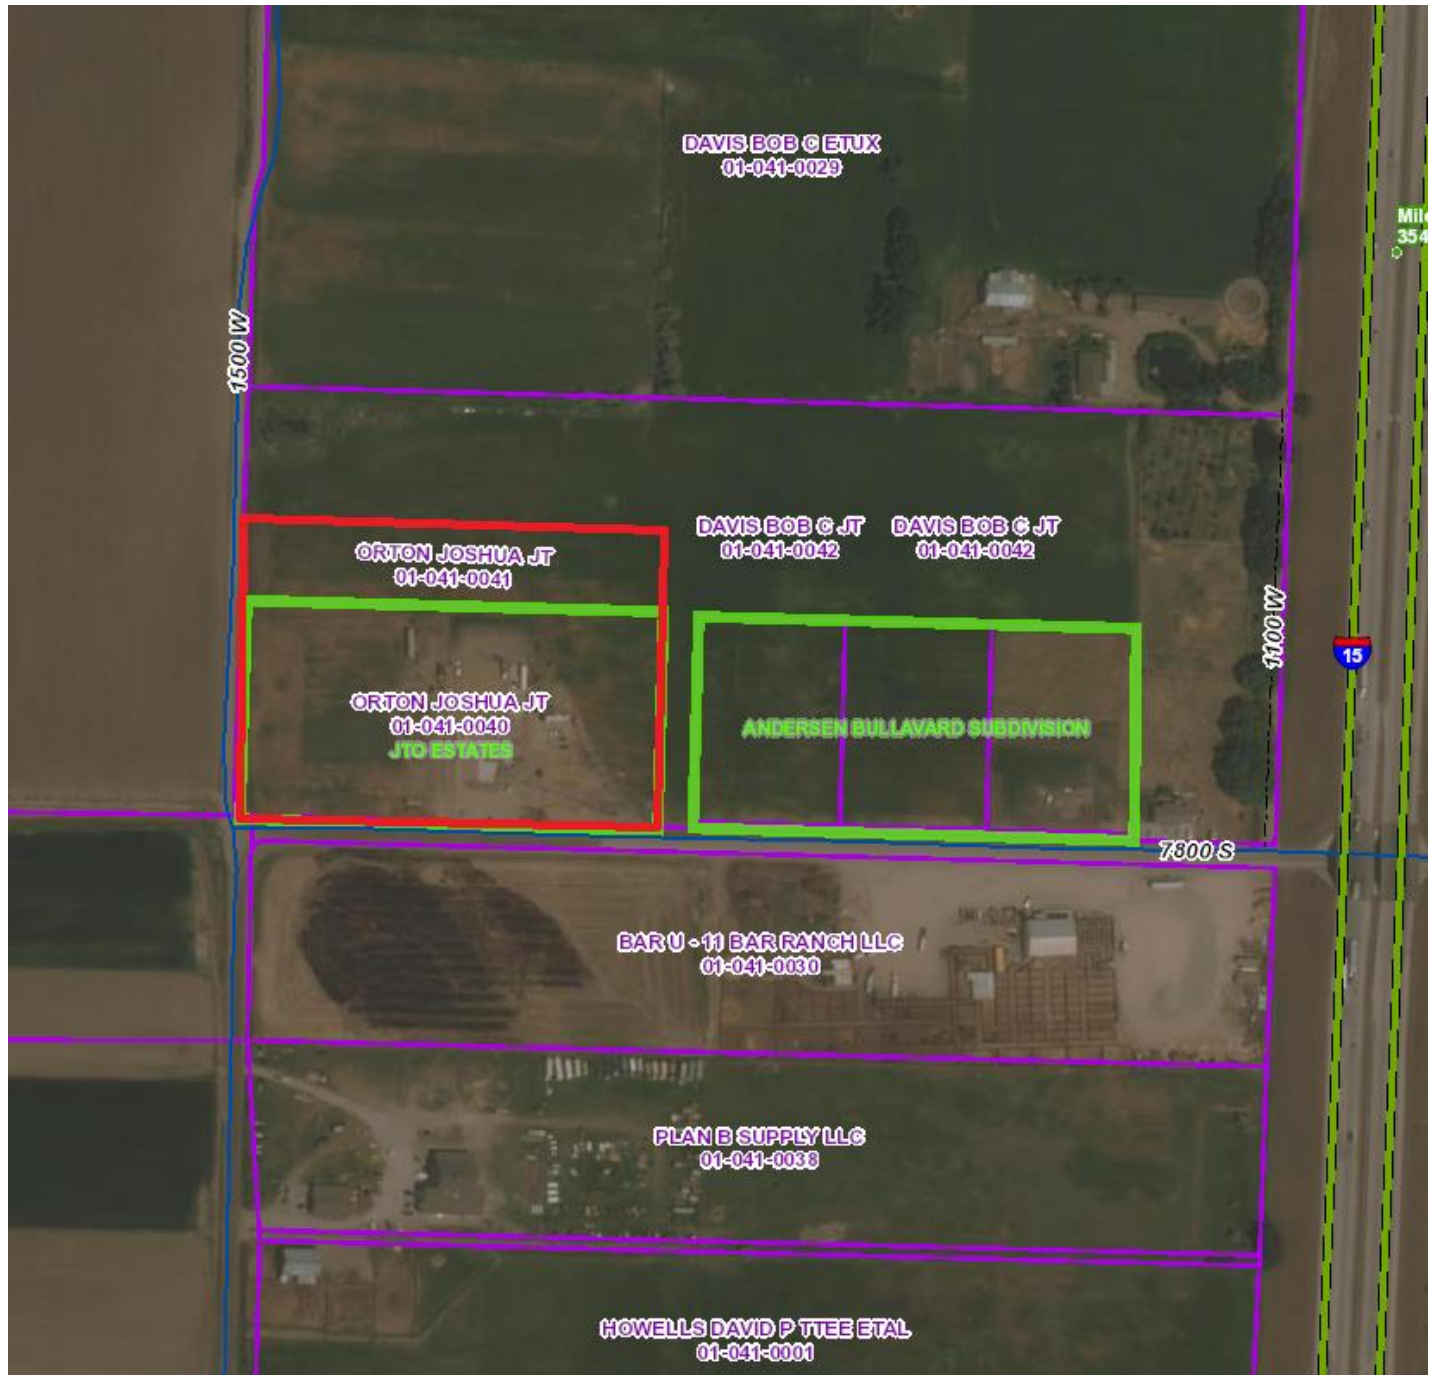 DAVIS BOB C ETUX
01-041-0029
Mile
354
1500 W
DAVIS BOB C JT
01-041-0042
DAVIS BOB C JT
01-041-0042
ORTON JOSHUA JT
01-041-0041
1100 W
15
ORTON JOSHUA JT
01-041-0040
JTO ESTATES
ANDERSEN BULLAVARD SUBDIVISION
7800 S
BAR U - 11 BAR RANCH LLC
01-041-0030
PLAN B SUPPLY LLC
01-041-0038
HOWELLS DAVID P TTEE ETAL
01-041-0001